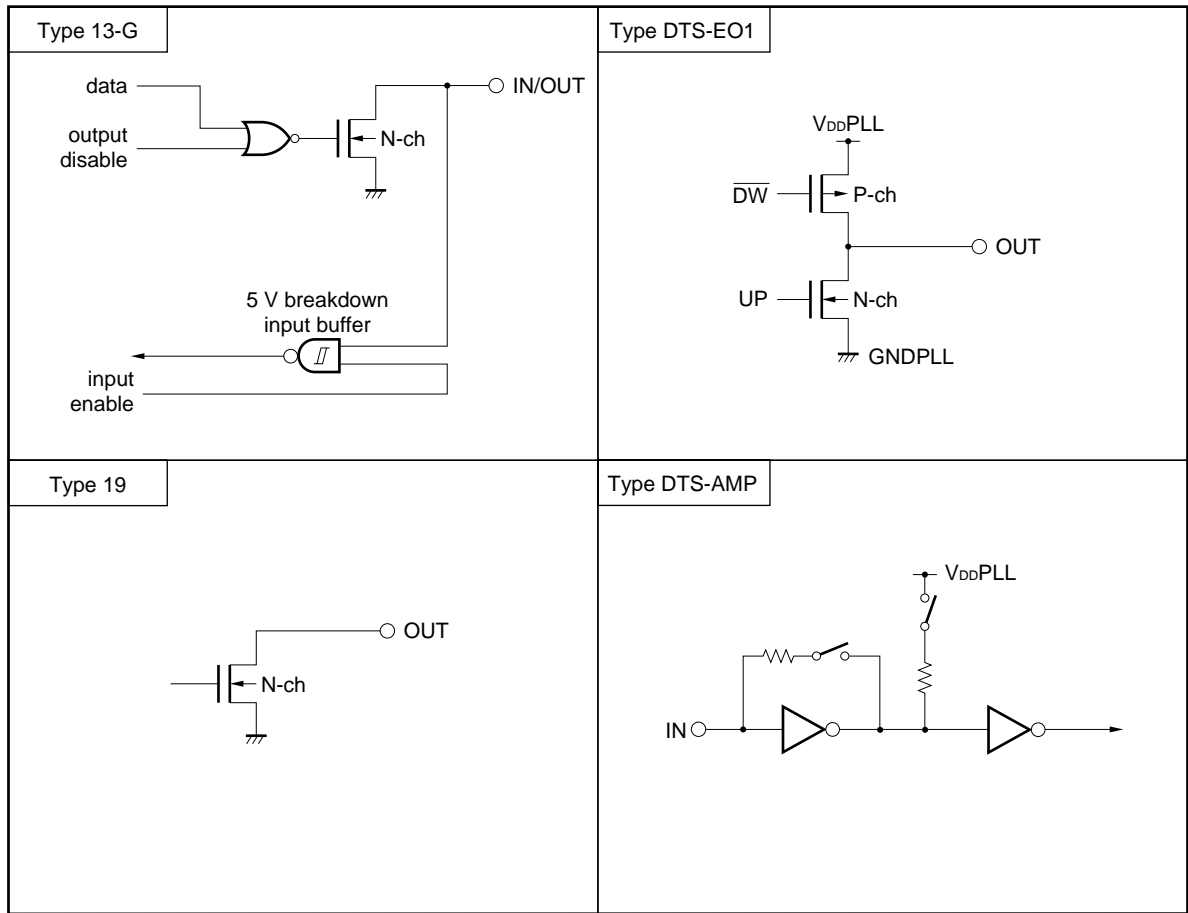 Type 13-G
data
output
disable
N-ch
IN/OUT
5 V breakdown
input buffer
input
enable
Type DTS-EO1
VDDPLL
DW
P-ch
OUT
UP
N-ch
GNDPLL
Type 19
OUT
N-ch
Type DTS-AMP
VDDPLL
IN